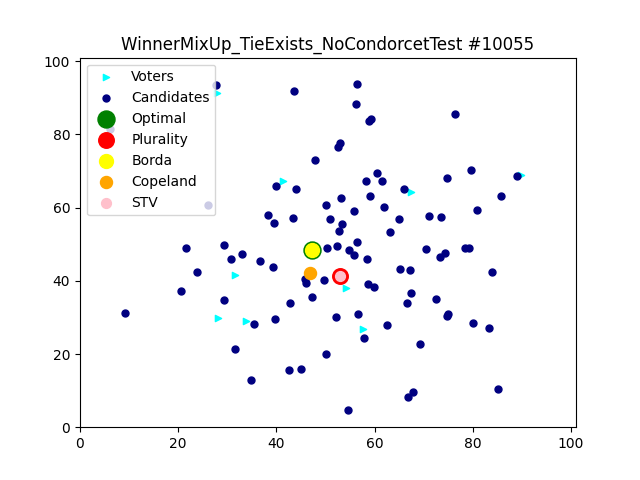 WinnerMixUp_TieExists_NoCondorcetTest #10055
Voters
Candidates
Optimal
Plurality
Borda
Copeland
STV
100
80
60
40
20
0
0 20 40 60 80 100